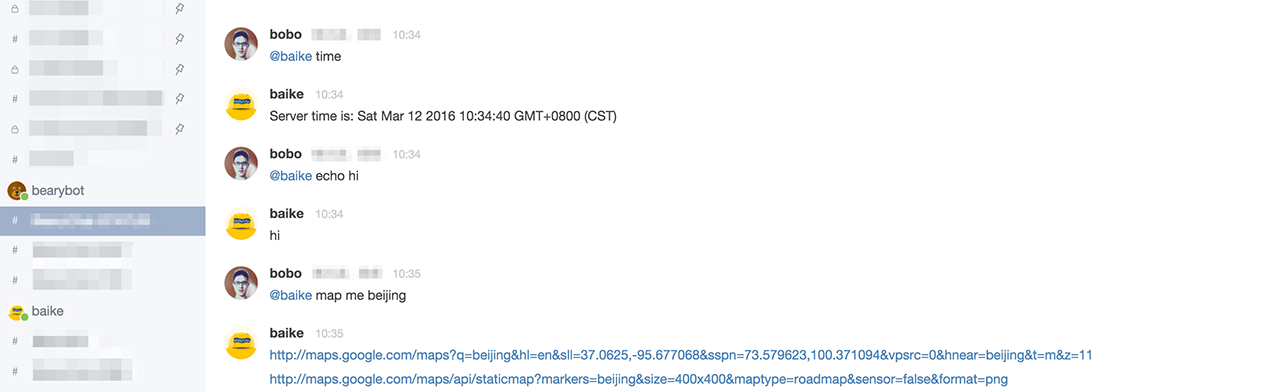 #
#
#
#
bearybot
#
#
#
baike
#
#
bobo 10:34
@baike time
baike 10:34
Server time is: Sat Mar 12 2016 10:34:40 GMT+0800 (CST)
bobo 10:34
@baike echo hi
baike 10:34
hi
bobo 10:35
@baike map me beijing
baike 10:35
http://maps.google.com/maps?q=beijing&hl=en&sll=37.0625,-95.677068&sspn=73.579623,100.371094&vpsrc=0&hnear=beijing&t=m&z=11
http://maps.google.com/maps/api/staticmap?markers=beijing&size=400x400&maptype=roadmap&sensor=false&format=png